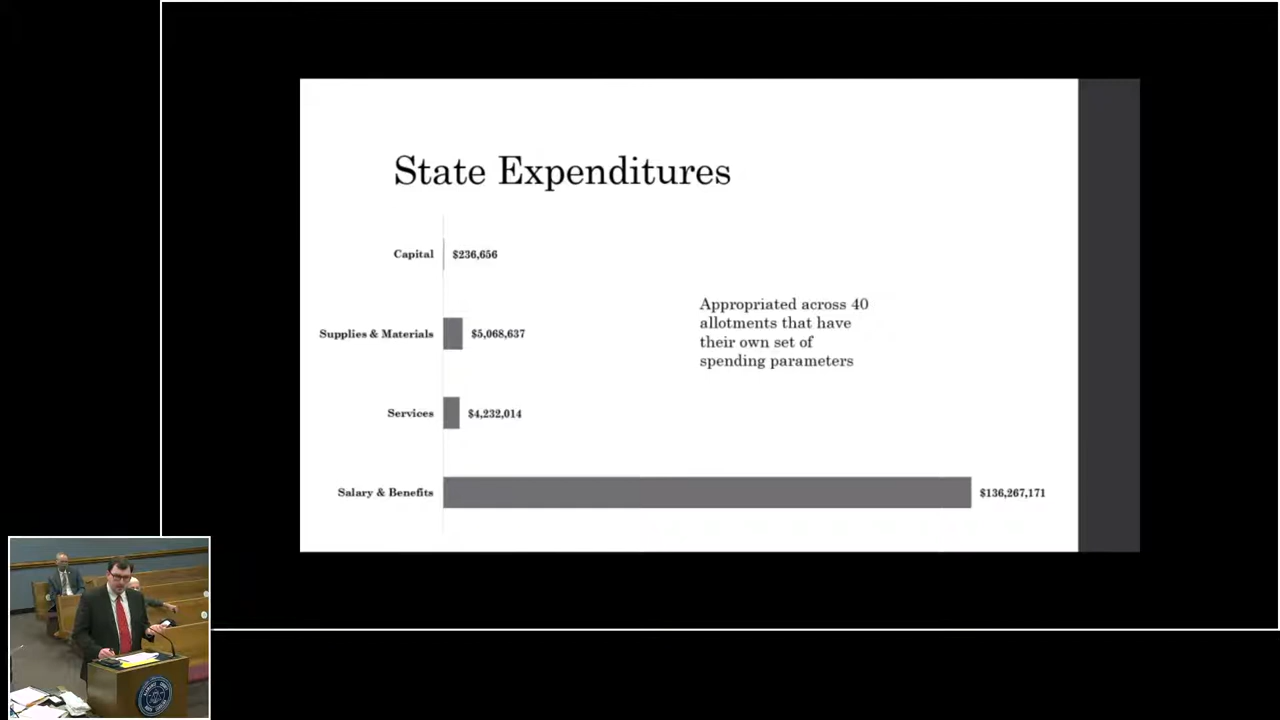 State Expenditures
Capital
$236,656
Supplies & Materials
$5,068,637
Services
$4,232,014
Salary & Benefits
$136,267,171
Appropriated across 40
allotments that have
their own set of
spending parameters